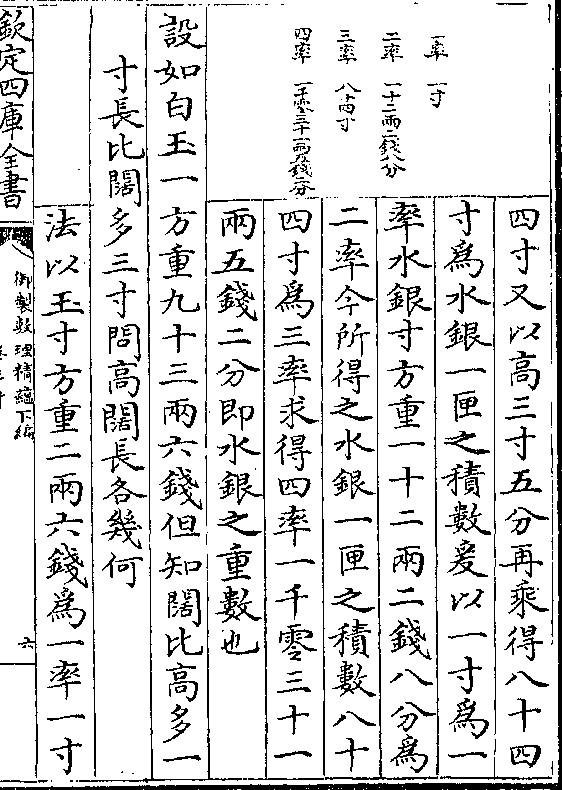 一率 一寸
二率 一十二兩二錢八分
三率 八十四寸
四率 一千零三十一兩五錢二分
四寸又以高三寸五分再乘得八十四
寸爲水銀一匣之積數爰以一寸爲一
率水銀寸方重一十二兩二錢八分爲
二率今所得之水銀一匣之積數八十
四寸爲三率求得四率一千零三十一
兩五錢二分即水銀之重數也
設如白玉一方重九十三兩六錢但知闊比高多一
寸長比闊多三寸問高闊長各幾何
法以玉寸方重二兩六錢爲一率一寸
欽定四庫全書
御製數理精蘊下編
六